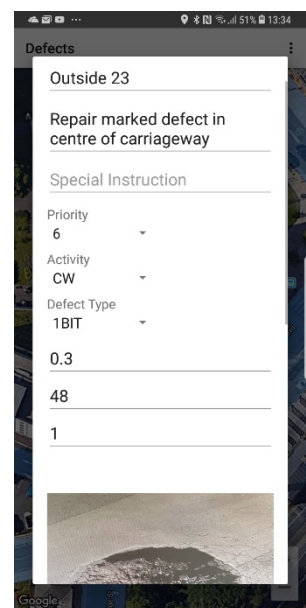 51% 13:34
Defects
Outside 23
Repair marked defect in
centre of carriageway
Special Instruction
Priority
6
Activity
CW
Defect Type
1BIT
0.3
48
1
Google